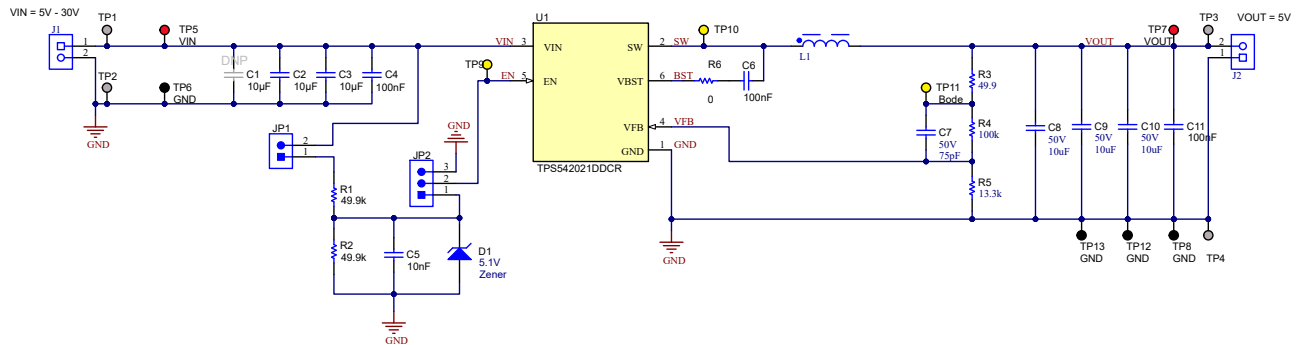 VIN = 5V - 30V
J1
1
2
TP1
TP5
VIN
TP2
TP6
GND
GND
DNP
C1
10µF
C2
10µF
C3
10µF
C4
100nF
JP1
2
1
R1
49.9k
R2
49.9k
C5
10nF
D1
5.1V
Zener
GND
GND
JP2
3
2
1
TP9
U1
VIN 3 VIN
EN 5 EN
SW 2 SW
VBST 6 BST
VFB 4 VFB
GND 1 GND
TPS542021DDCR
GND
TP10
R6
0
C6
100nF
L1
TP11
Bode
C7
50V
75pF
R3
49.9
R4
100k
R5
13.3k
C8
50V
10uF
C9
50V
10uF
C10
50V
10uF
C11
100nF
VOUT
TP7
VOUT
TP3
VOUT = 5V
2
1
J2
TP13
GND
TP12
GND
TP8
GND
TP4